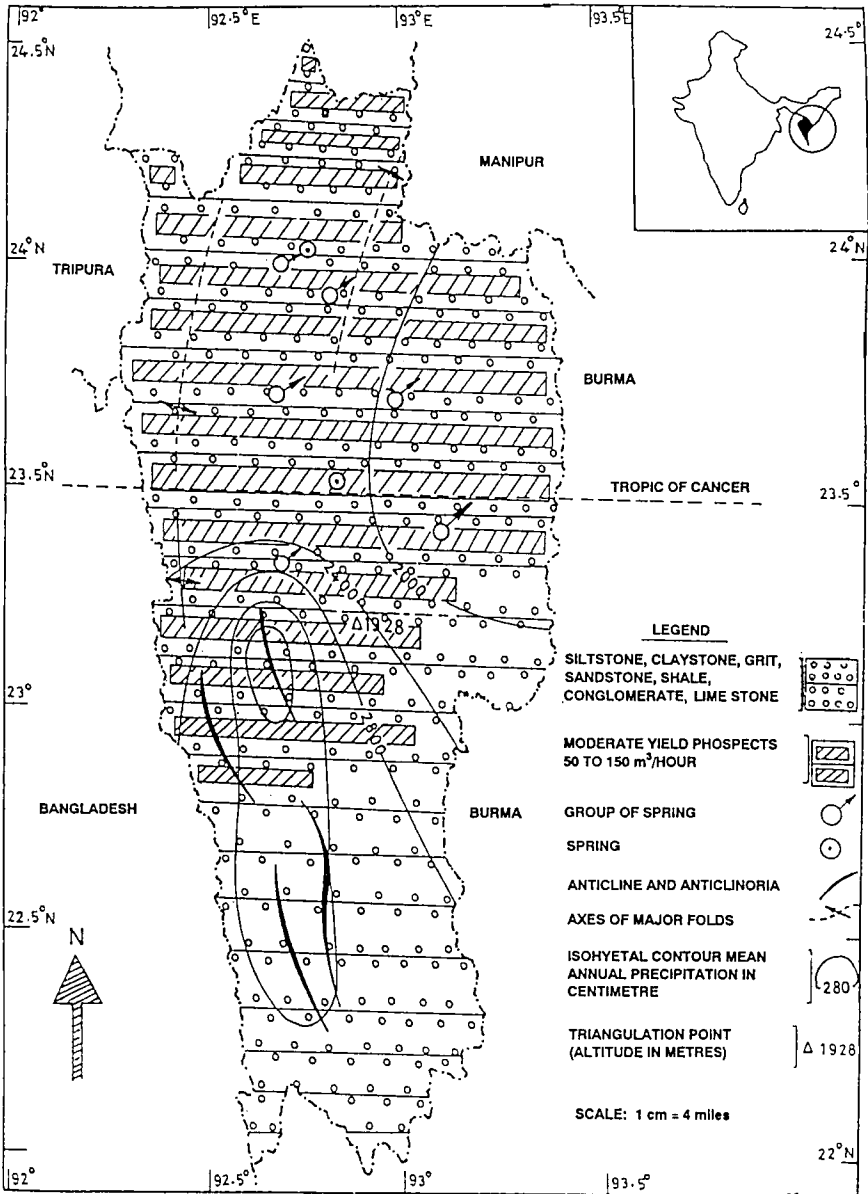 92° 92.5°E 93° 93.5°E
24.5°N 24.5°
MANIPUR
24°N 24°N
TRIPURA
BURMA
23.5°N TROPIC OF CANCER 23.5°
Δ1928
LEGEND
SILTSTONE, CLAYSTONE, GRIT,
SANDSTONE, SHALE,
CONGLOMERATE, LIME STONE
23°
MODERATE YIELD PHOSPECTS
50 TO 150 m³/HOUR
BANGLADESH BURMA
GROUP OF SPRING
SPRING
ANTICLINE AND ANTICLINORIA
22.5°N
AXES OF MAJOR FOLDS
N
ISOHYETAL CONTOUR MEAN
ANNUAL PRECIPITATION IN
CENTIMETRE
280
TRIANGULATION POINT
(ALTITUDE IN METRES)
Δ 1928
SCALE: 1 cm = 4 miles
22°N
92° 92.5° 93° 93.5°